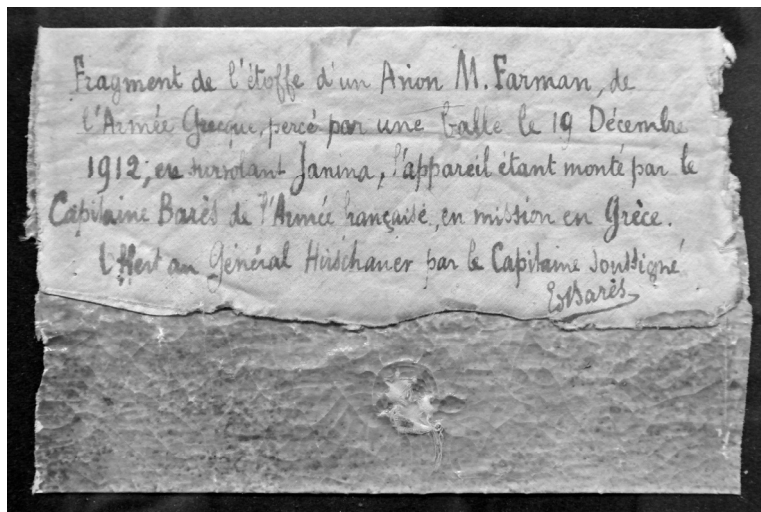 Fragment de l'étoffe d'un Avion M. Farman, de
l'Armée Grecque, percé par une balle le 19 Décembre
1912, en survolant Janina, l'appareil étant monté par le
Capitaine Barès de l'Armée française, en mission en Grèce.
Offert au Général Hirschauer par le Capitaine soussigné
EdBarès